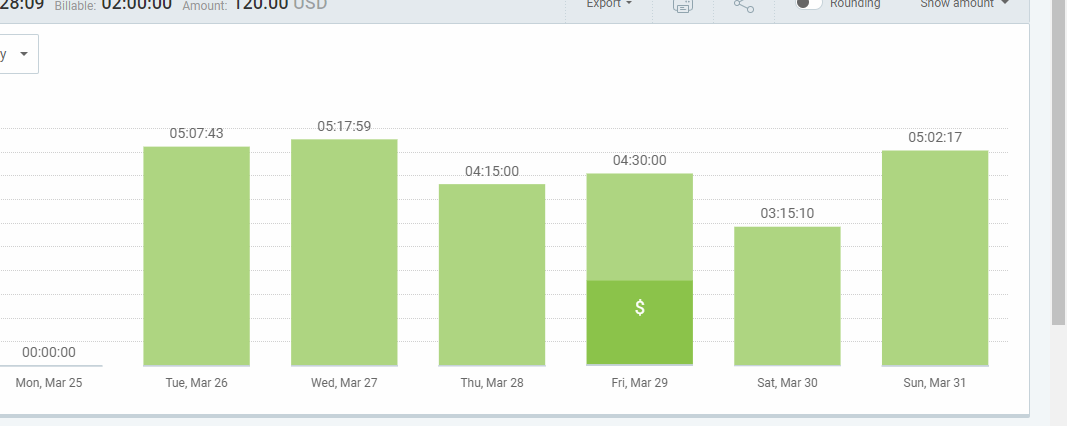 28:09 Billable: 02:00:00 Amount: 120.00 USD Export Rounding Show amount
y
05:07:43 05:17:59 04:15:00 04:30:00 03:15:10 05:02:17
$
00:00:00
Mon, Mar 25 Tue, Mar 26 Wed, Mar 27 Thu, Mar 28 Fri, Mar 29 Sat, Mar 30 Sun, Mar 31